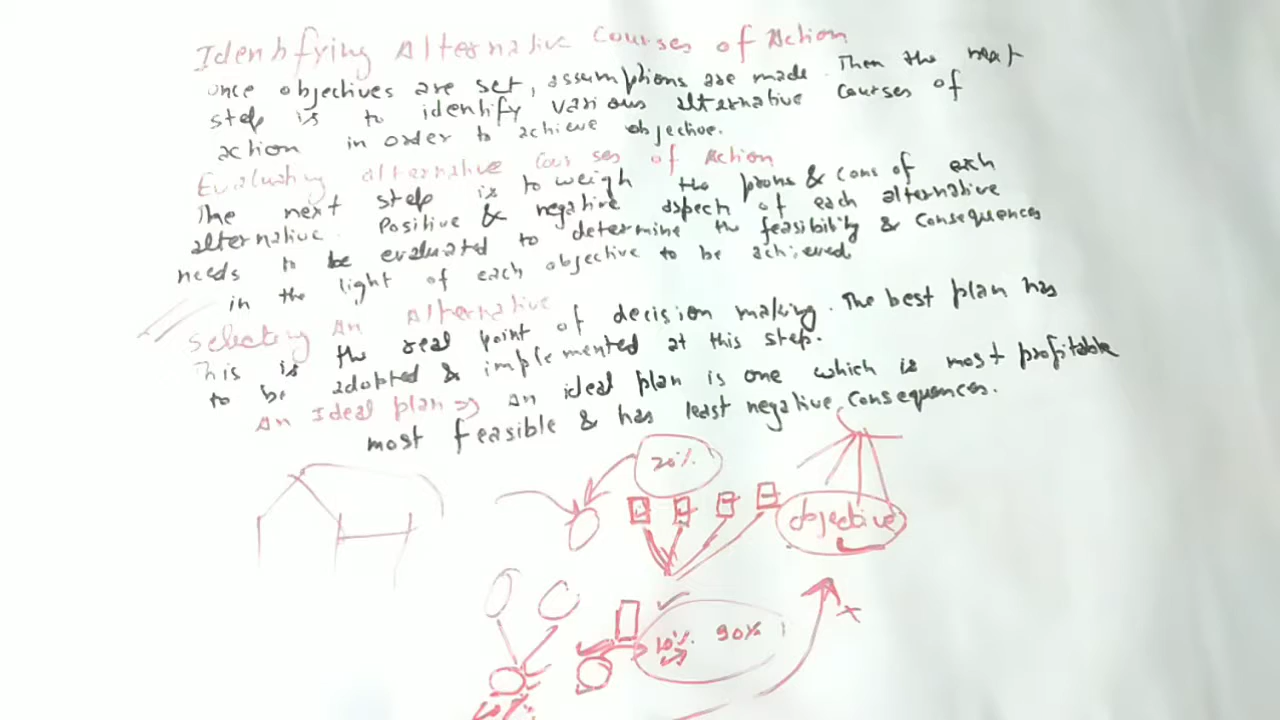 Identifying Alternative Courses of Action
once objectives are set, assumptions are made. Then the next
step is to identify various alternative courses of
action in order to achieve objective.
Evaluating alternative Courses of Action
The next step is to weigh the prons & cons of each
alternative. Positive & negative aspect of each alternative
needs to be evaluated to determine the feasibility & consequences
in the light of each objective to be achieved
Selecting An Alternative
This is the real point of decision making. The best plan has
to be adopted & implemented at this step.
An Ideal plan => An ideal plan is one which is most profitable
most feasible & has least negative consequences.
20%
objective
10% 90%